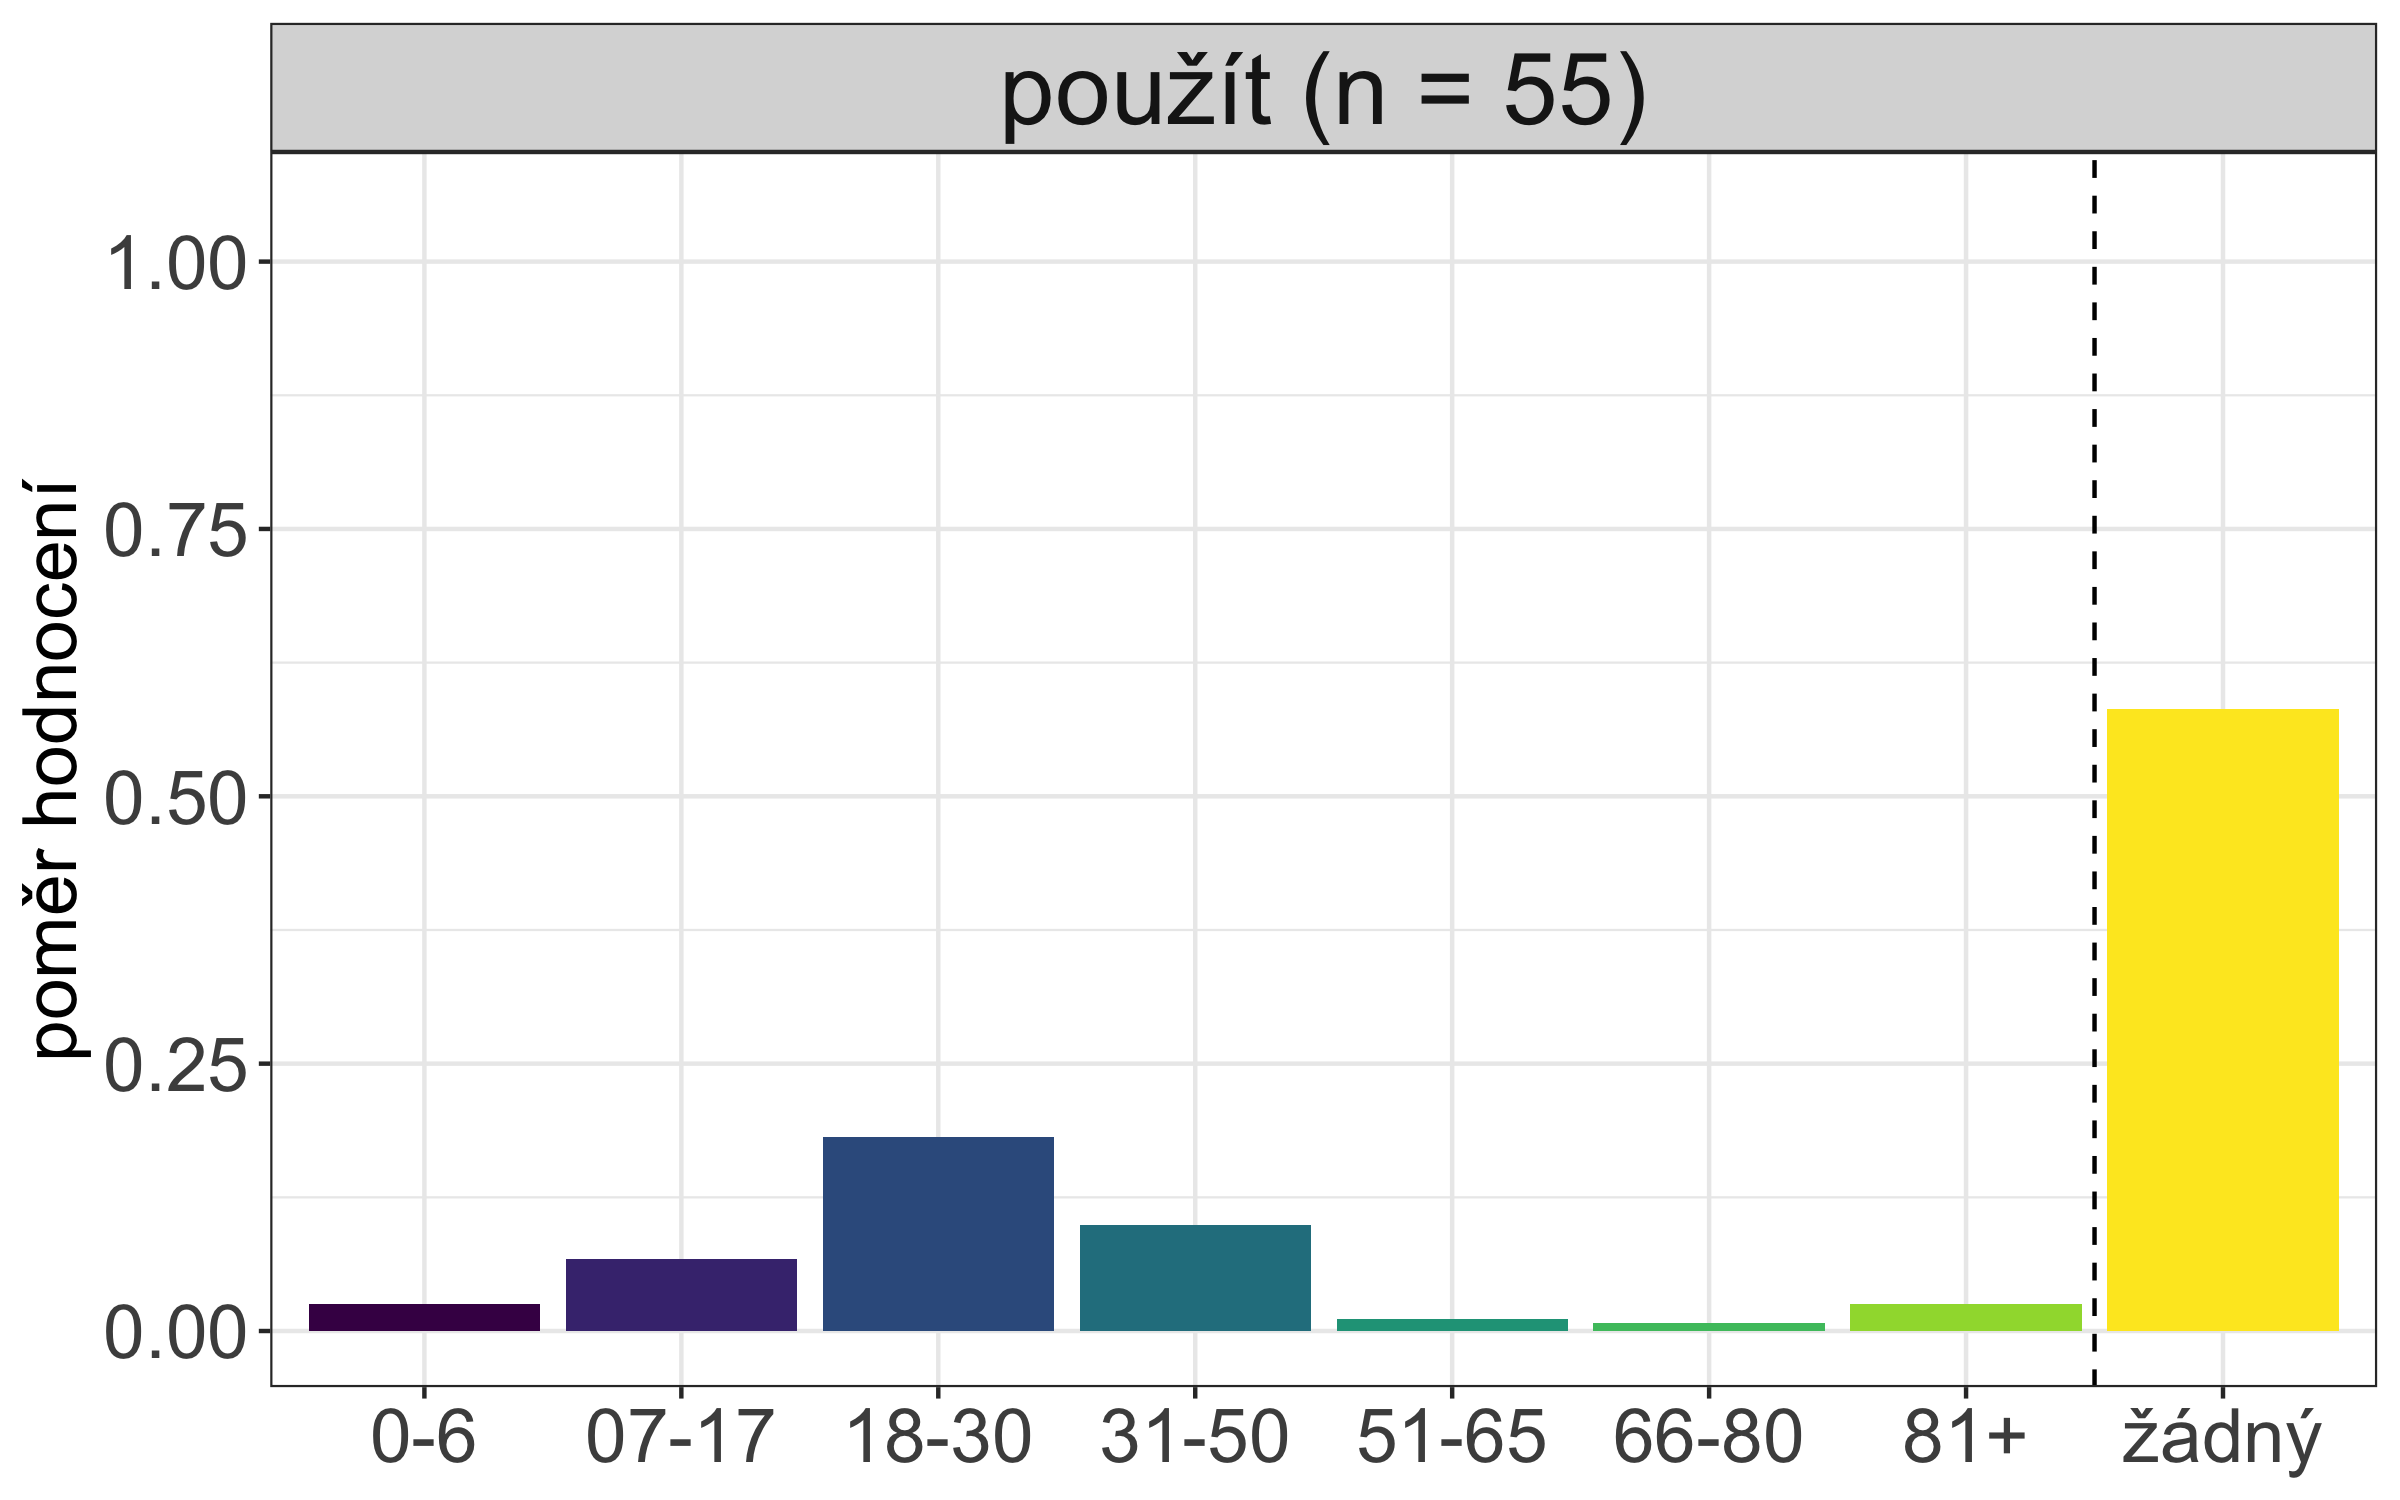 použít (n = 55)
poměr hodnocení
1.00
0.75
0.50
0.25
0.00
0-6 07-17 18-30 31-50 51-65 66-80 81+ žádný